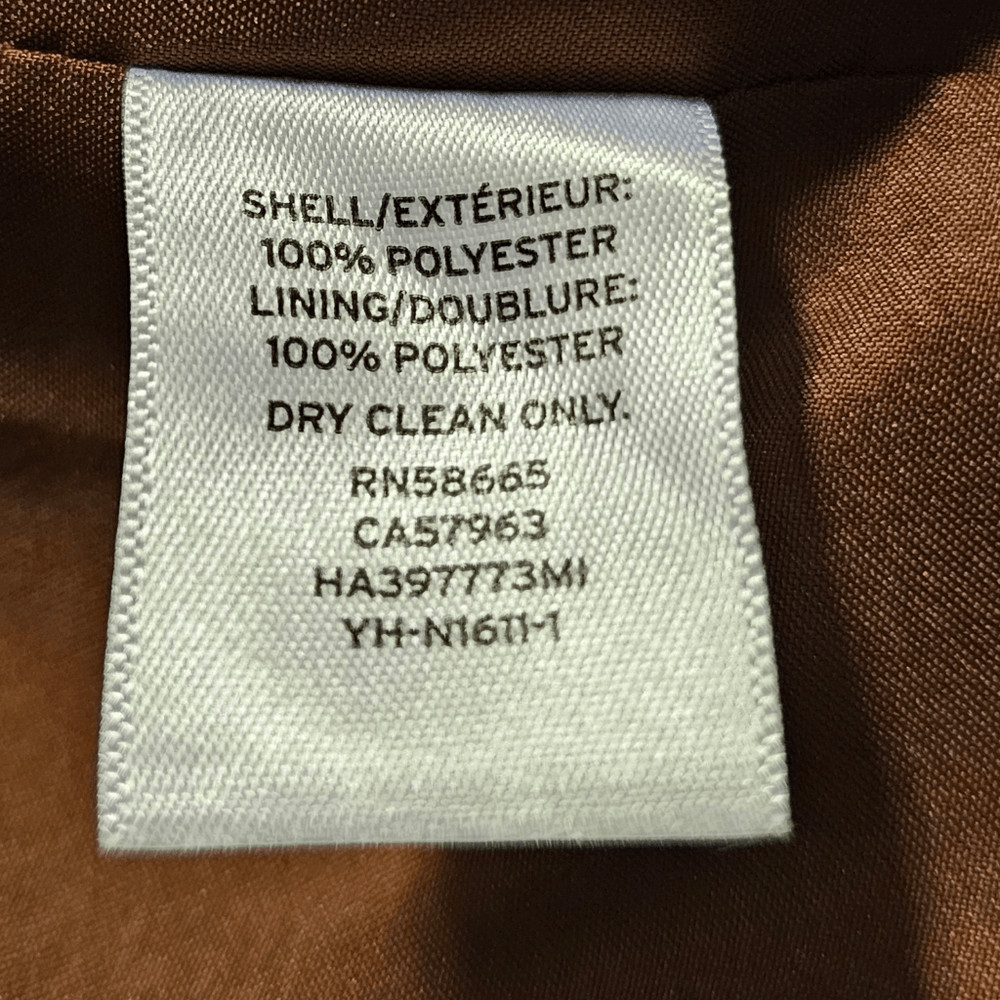 SHELL/EXTÉRIEUR:
100% POLYESTER
LINING/DOUBLURE:
100% POLYESTER
DRY CLEAN ONLY.
RN58665
CA57963
HA397773MI
YH-N1611-1